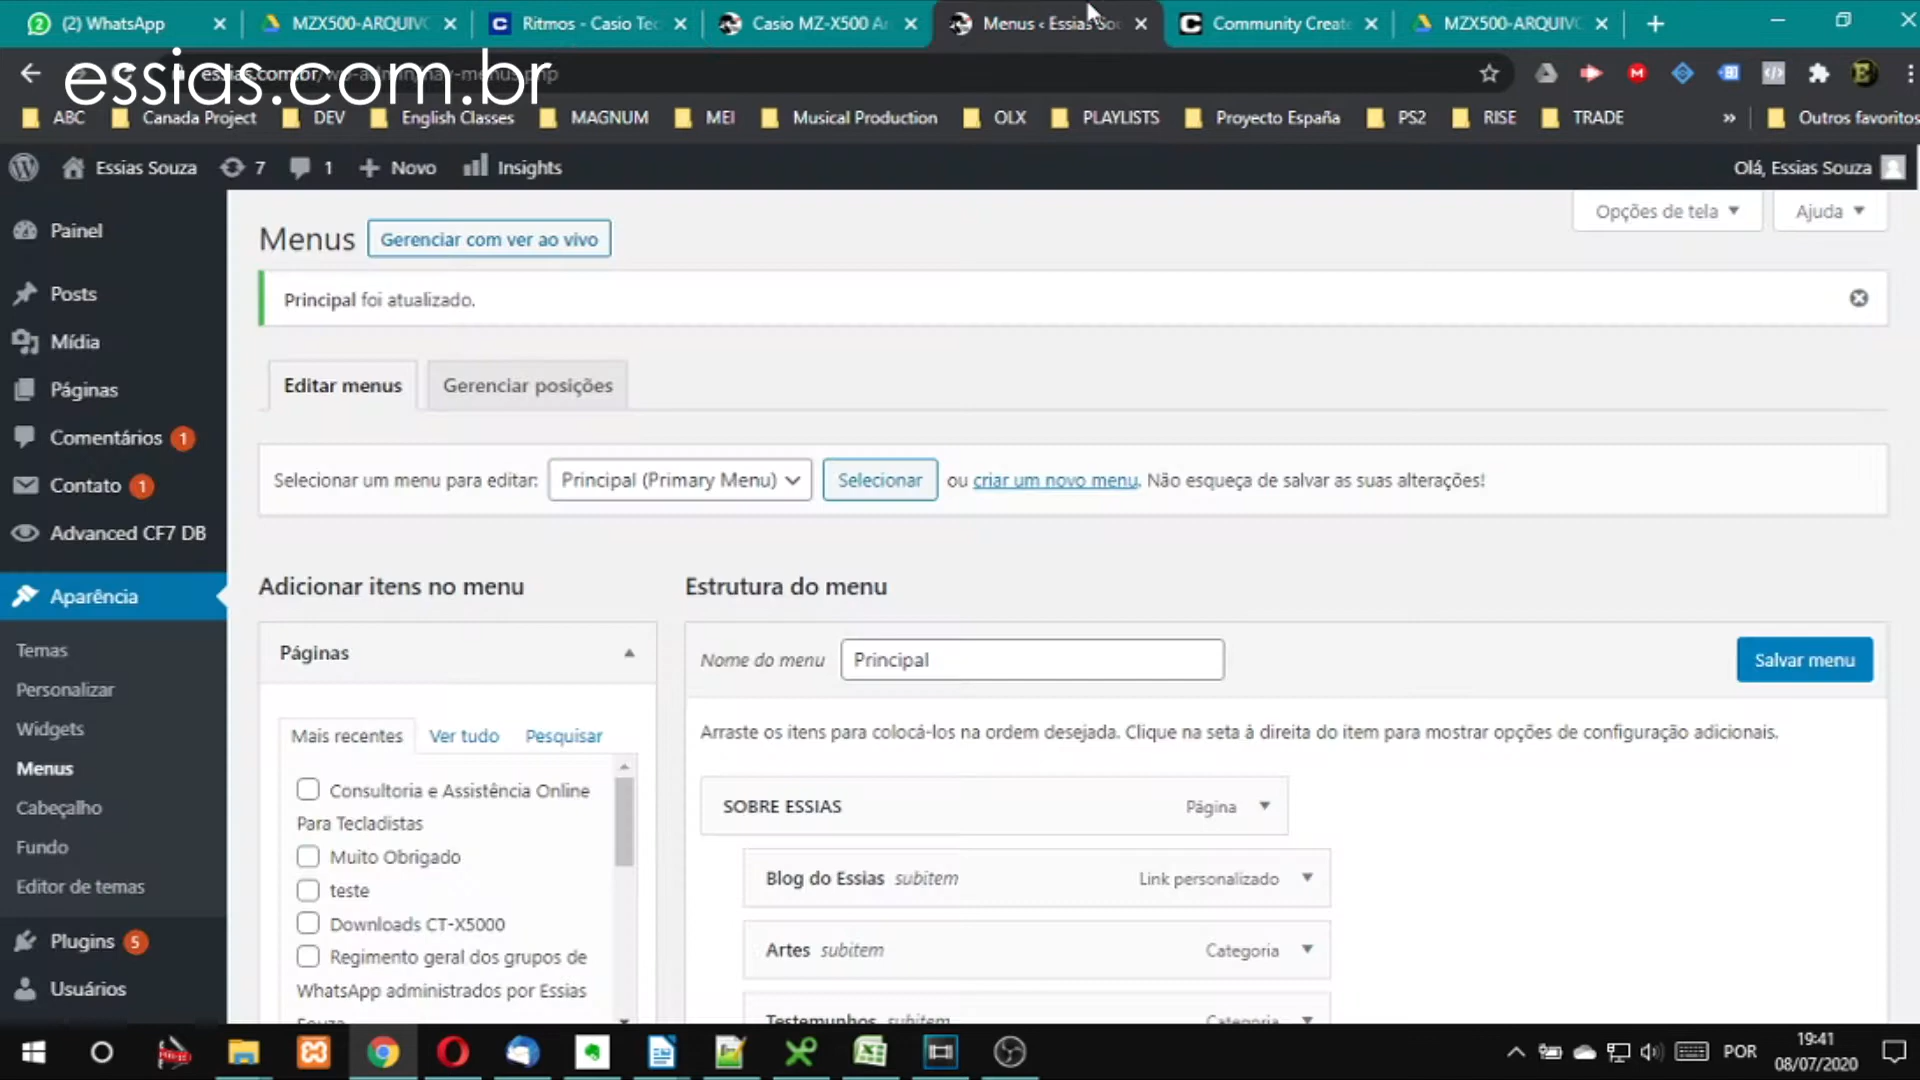 (2) WhatsApp
MZX500-ARQUIV
Ritmos - Casio Tec
Casio MZ-X500 Ar
Menus ‹ Essias So
Community Create
MZX500-ARQUIV
essias.com.br
ABC
Canada Project
DEV
English Classes
MAGNUM
MEI
Musical Production
OLX
PLAYLISTS
Proyecto España
PS2
RISE
TRADE
»
Outros favoritos
Essias Souza
7
1
Novo
Insights
Olá, Essias Souza
Painel
Posts
Mídia
Páginas
Comentários 1
Contato 1
Advanced CF7 DB
Aparência
Temas
Personalizar
Widgets
Menus
Cabeçalho
Fundo
Editor de temas
Plugins 5
Usuários
Opções de tela
Ajuda
Menus
Gerenciar com ver ao vivo
Principal foi atualizado.
Editar menus
Gerenciar posições
Selecionar um menu para editar: Principal (Primary Menu) Selecionar ou criar um novo menu. Não esqueça de salvar as suas alterações!
Adicionar itens no menu
Páginas
Mais recentes
Ver tudo
Pesquisar
Consultoria e Assistência Online
Para Tecladistas
Muito Obrigado
teste
Downloads CT-X5000
Regimento geral dos grupos de
WhatsApp administrados por Essias
Souza
Estrutura do menu
Nome do menu Principal
Salvar menu
Arraste os itens para colocá-los na ordem desejada. Clique na seta à direita do item para mostrar opções de configuração adicionais.
SOBRE ESSIAS Página
Blog do Essias subitem Link personalizado
Artes subitem Categoria
Testemunhos subitem Categoria
POR
19:41
08/07/2020